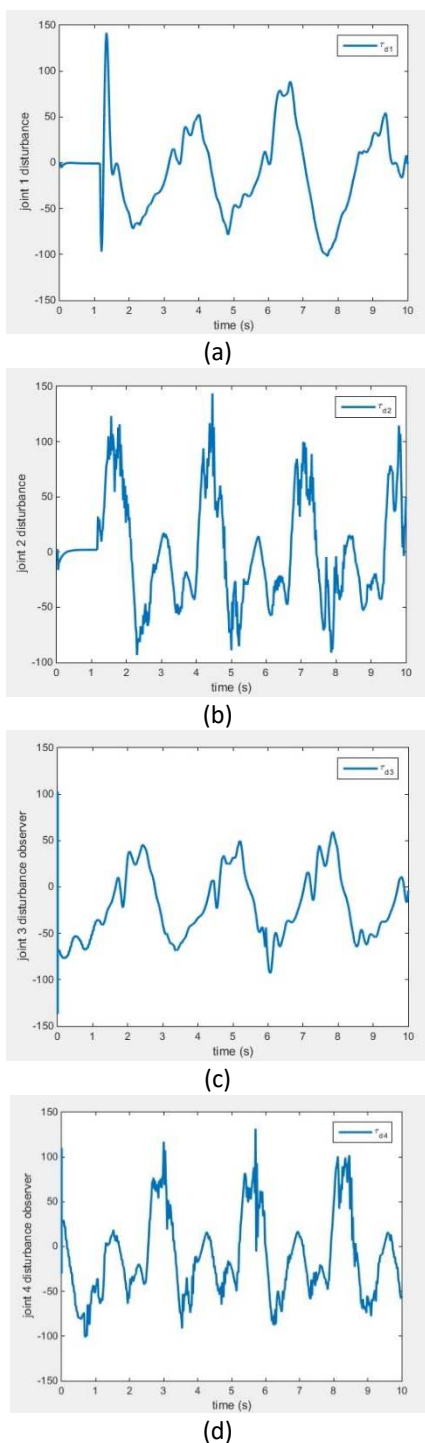 150
100
50
0
-50
-100
-150
joint 1 disturbance
τd1
0 1 2 3 4 5 6 7 8 9 10
time (s)
(a)
150
100
50
0
-50
-100
joint 2 disturbance
τd2
0 1 2 3 4 5 6 7 8 9 10
time (s)
(b)
150
100
50
0
-50
-100
-150
joint 3 disturbance observer
τd3
0 1 2 3 4 5 6 7 8 9 10
time (s)
(c)
150
100
50
0
-50
-100
-150
joint 4 disturbance observer
τd4
0 1 2 3 4 5 6 7 8 9 10
time (s)
(d)